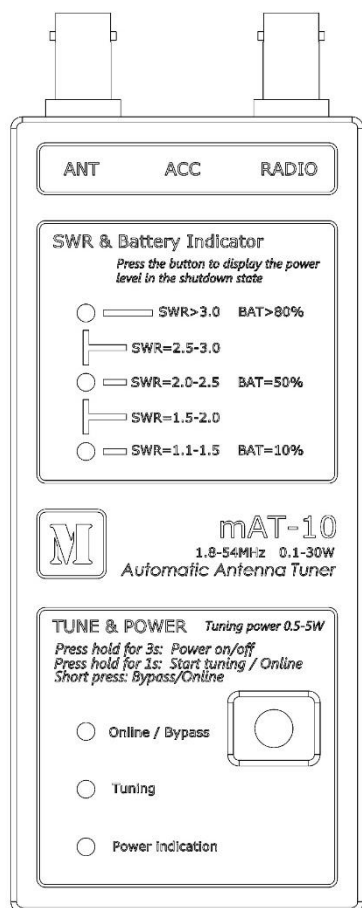 ANT ACC RADIO
SWR & Battery Indicator
Press the button to display the power
level in the shutdown state
SWR>3.0 BAT>80%
SWR=2.5-3.0
SWR=2.0-2.5 BAT=50%
SWR=1.5-2.0
SWR=1.1-1.5 BAT=10%
M
mAT-10
1.8-54MHz 0.1-30W
Automatic Antenna Tuner
TUNE & POWER Tuning power 0.5-5W
Press hold for 3s: Power on/off
Press hold for 1s: Start tuning / Online
Short press: Bypass/Online
Online / Bypass
Tuning
Power indication